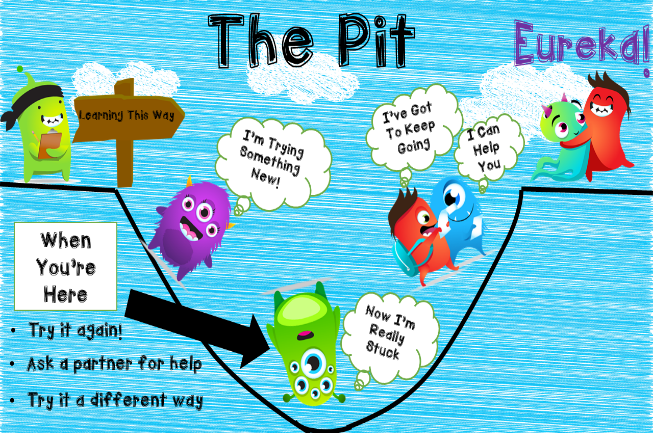 The Pit
Eureka!
Learning This Way
I'm Trying
Something
New!
I've Got
To Keep
Going
I Can
Help
You
When
You're
Here
Now I'm
Really
Stuck
• Try it again!
• Ask a partner for help
• Try it a different way